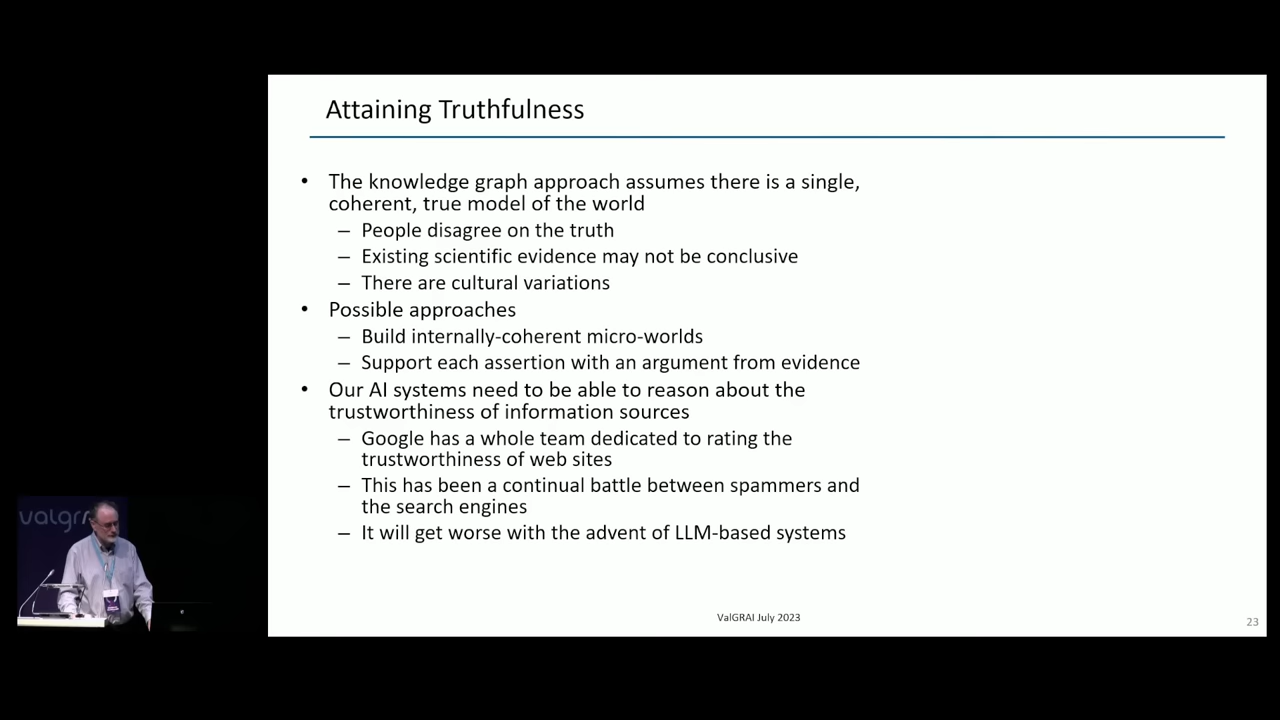 Attaining Truthfulness
• The knowledge graph approach assumes there is a single,
coherent, true model of the world
– People disagree on the truth
– Existing scientific evidence may not be conclusive
– There are cultural variations
• Possible approaches
– Build internally-coherent micro-worlds
– Support each assertion with an argument from evidence
• Our AI systems need to be able to reason about the
trustworthiness of information sources
– Google has a whole team dedicated to rating the
trustworthiness of web sites
– This has been a continual battle between spammers and
the search engines
– It will get worse with the advent of LLM-based systems
ValGRAI July 2023
23